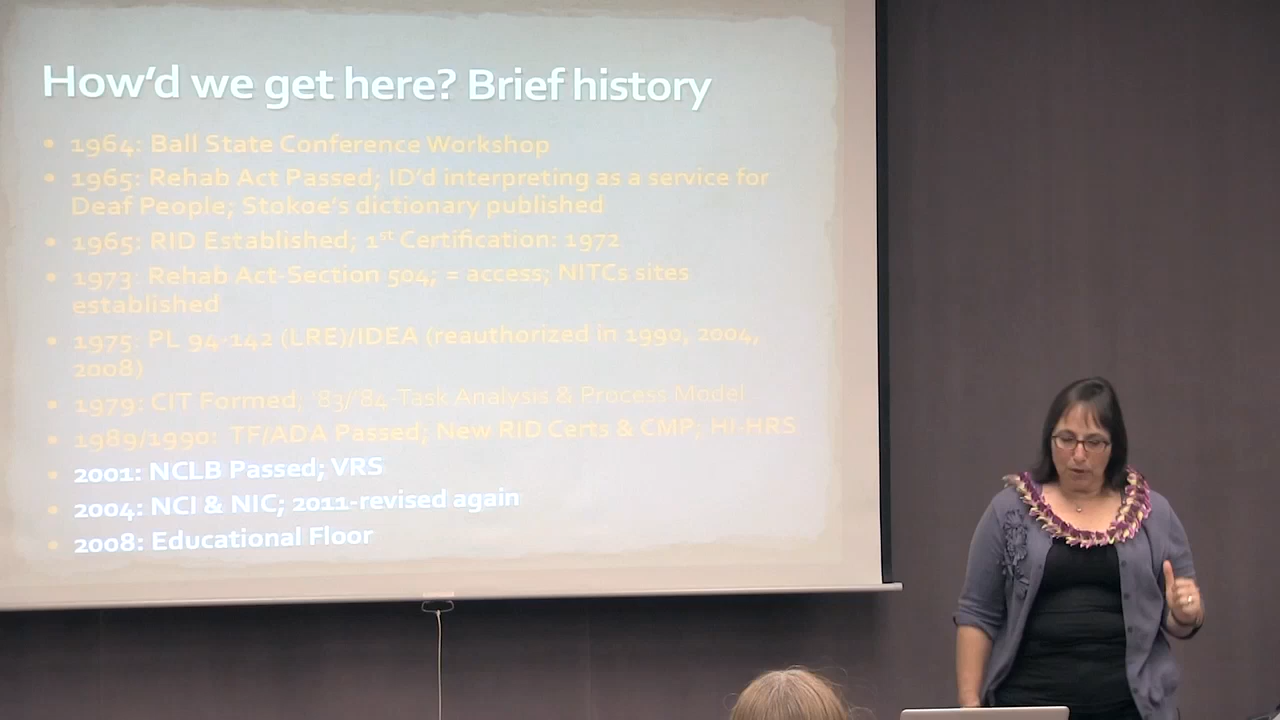 How'd we get here? Brief history
• 1964: Ball State Conference Workshop
• 1965: Rehab Act Passed; ID'd interpreting as a service for
Deaf People; Stokoe's dictionary published
• 1965: RID Established; 1st Certification: 1972
• 1973: Rehab Act-Section 504; = access; NITCs sites
established
• 1975: PL 94-142 (LRE)/IDEA (reauthorized in 1990, 2004,
2008)
• 1979: CIT Formed; '83/'84-Task Analysis & Process Model
• 1989/1990: TF/ADA Passed; New RID Certs & CMP; HI-HRS
• 2001: NCLB Passed; VRS
• 2004: NCI & NIC; 2011-revised again
• 2008: Educational Floor